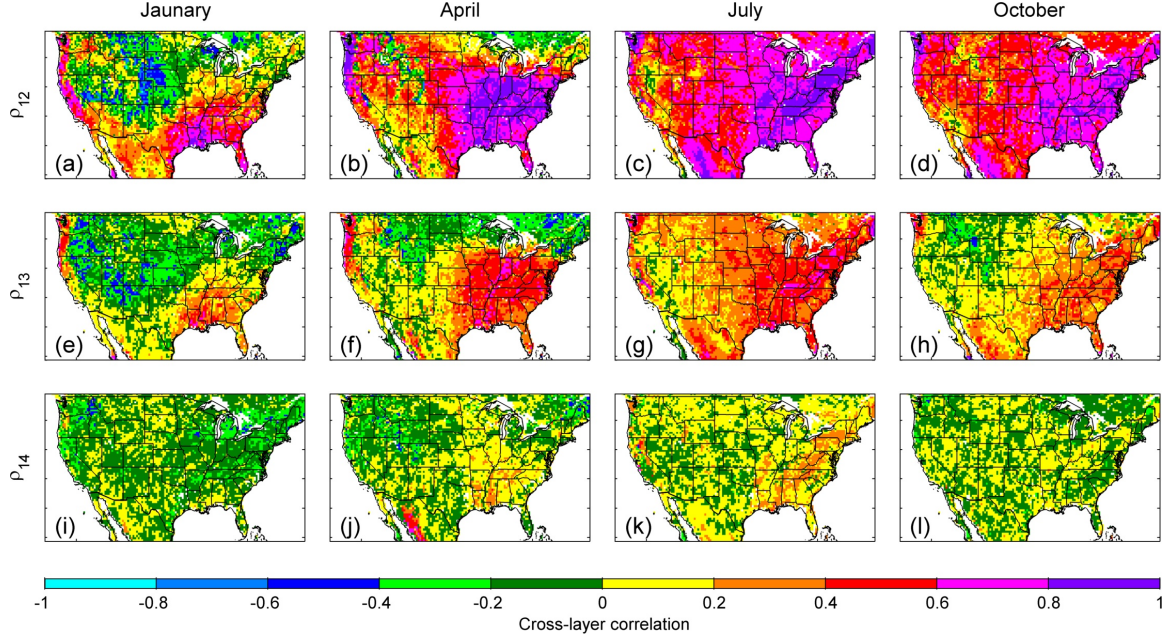 Jaunary April July October
ρ12
(a) (b) (c) (d)
ρ13
(e) (f) (g) (h)
ρ14
(i) (j) (k) (l)
-1 -0.8 -0.6 -0.4 -0.2 0 0.2 0.4 0.6 0.8 1
Cross-layer correlation